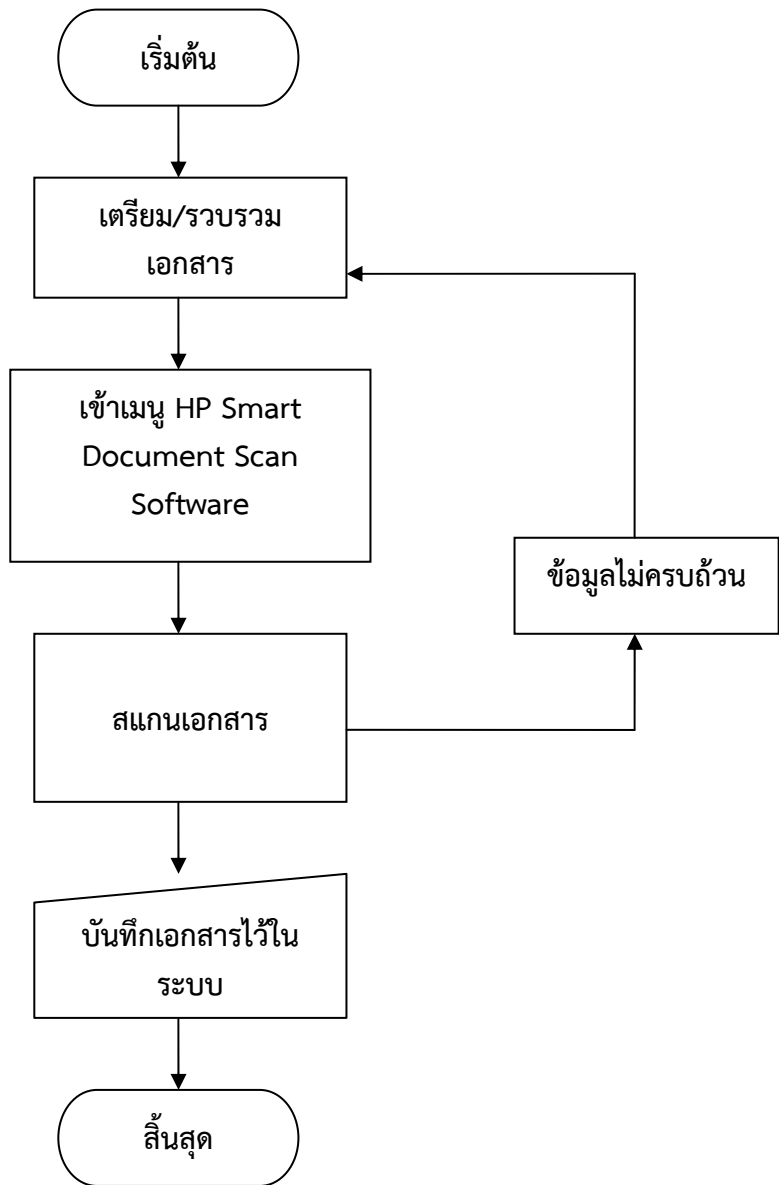 เริ่มต้น
เตรียม/รวบรวม
เอกสาร
เข้าเมนู HP Smart
Document Scan
Software
ข้อมูลไม่ครบถ้วน
สแกนเอกสาร
บันทึกเอกสารไว้ใน
ระบบ
สิ้นสุด